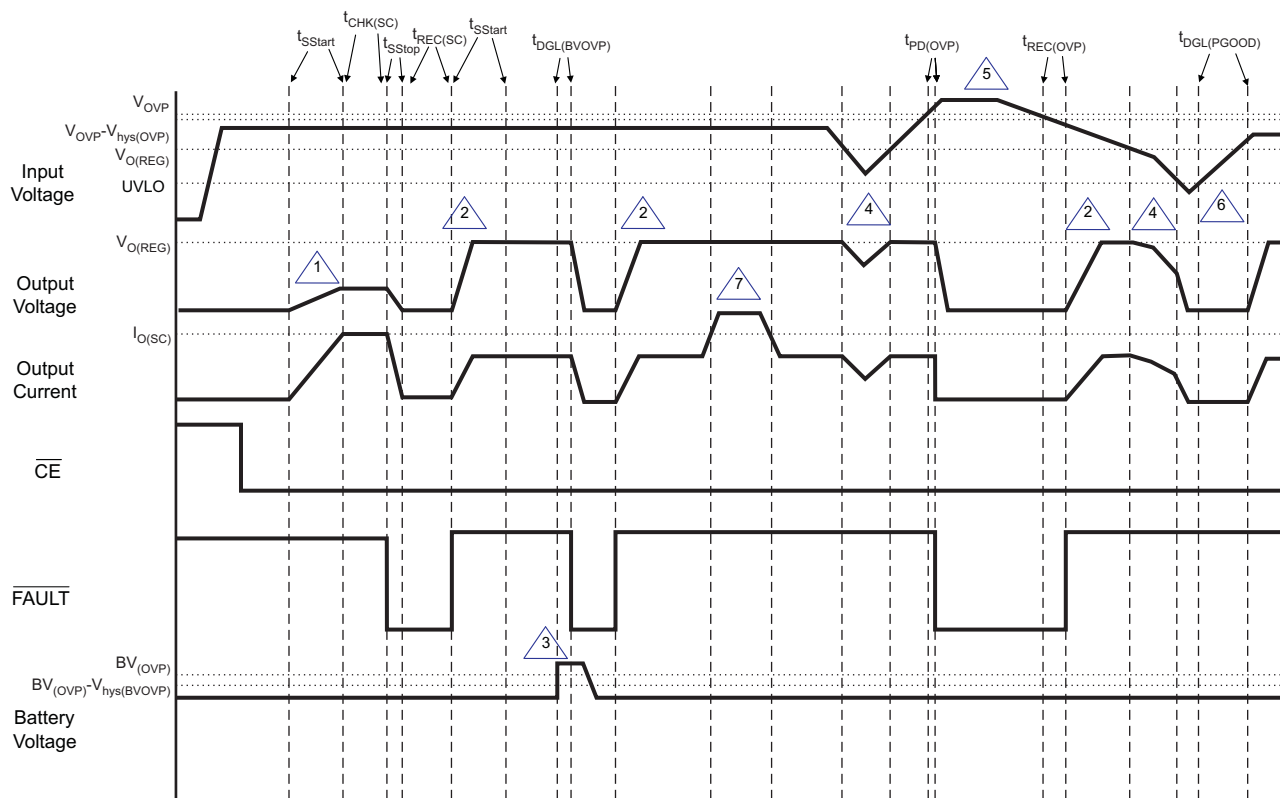 tSStart
tCHK(SC)
tSStop
tREC(SC)
tSStart
tDGL(BVOVP)
tPD(OVP)
tREC(OVP)
tDGL(PGOOD)
5
VOVP
VOVP-Vhys(OVP)
VO(REG)
UVLO
Input
Voltage
2
2
4
2
4
6
VO(REG)
1
7
Output
Voltage
IO(SC)
Output
Current
CE
FAULT
3
BV(OVP)
BV(OVP)-Vhys(BVOVP)
Battery
Voltage